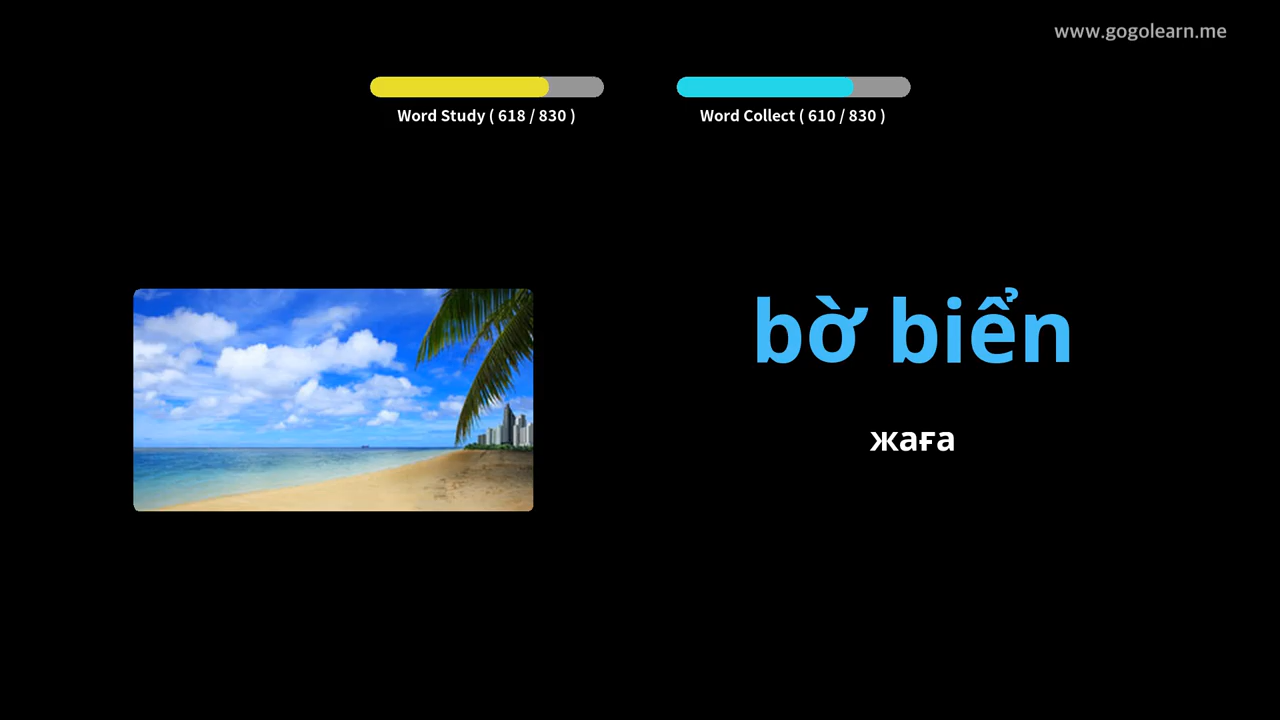 www.gogolearn.me
Word Study ( 618 / 830 )
Word Collect ( 610 / 830 )
bờ biển
жаға